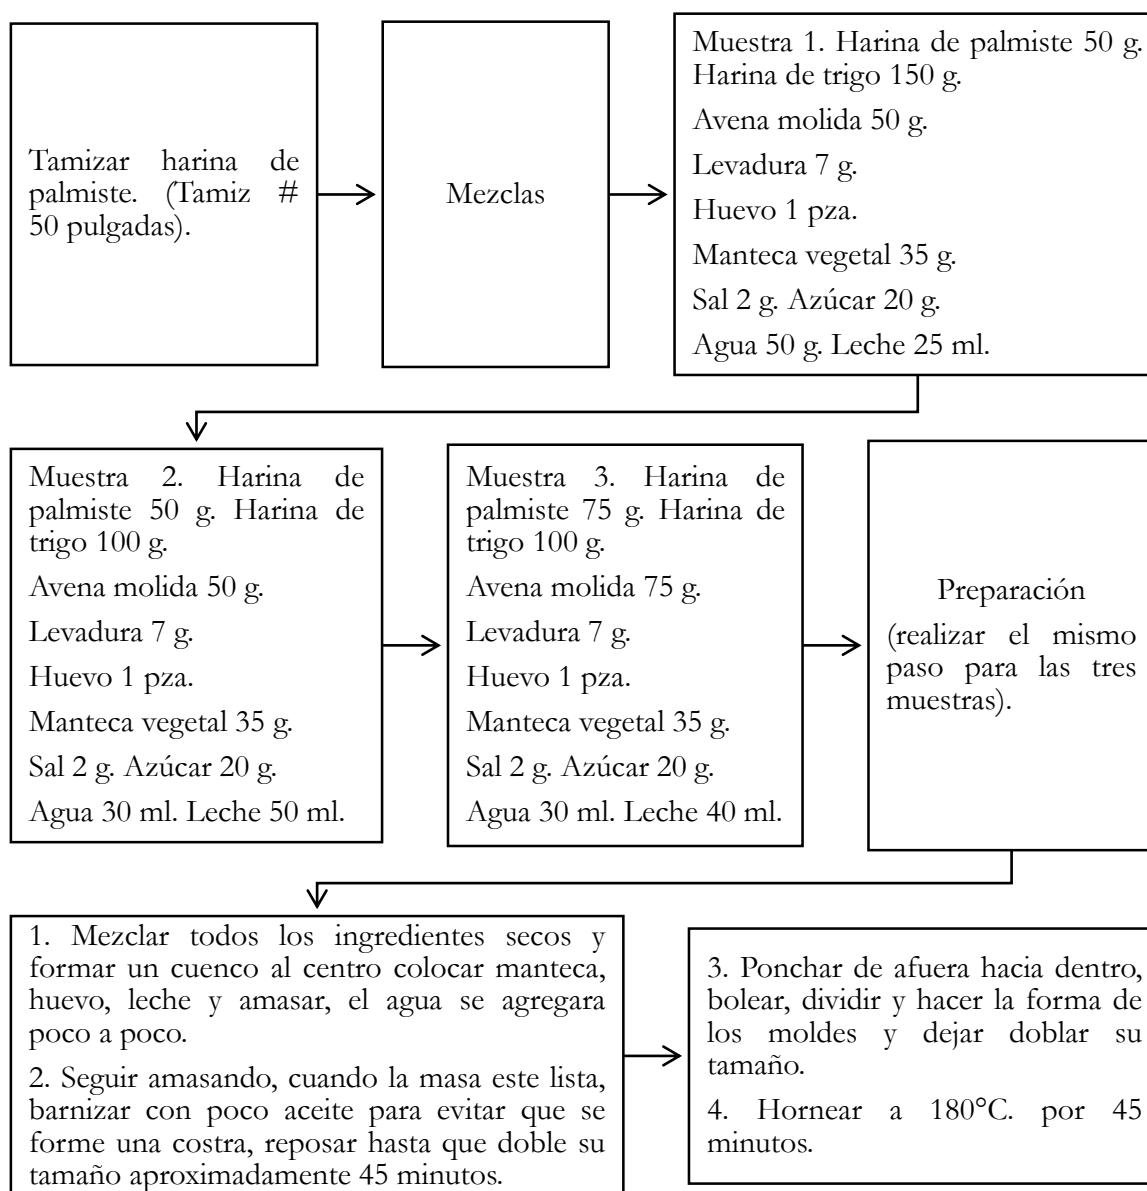 Tamizar harina de
palmiste. (Tamiz #
50 pulgadas).
Mezclas
Muestra 1. Harina de palmiste 50 g.
Harina de trigo 150 g.
Avena molida 50 g.
Levadura 7 g.
Huevo 1 pza.
Manteca vegetal 35 g.
Sal 2 g. Azúcar 20 g.
Agua 50 g. Leche 25 ml.
Muestra 2. Harina de
palmiste 50 g. Harina de
trigo 100 g.
Avena molida 50 g.
Levadura 7 g.
Huevo 1 pza.
Manteca vegetal 35 g.
Sal 2 g. Azúcar 20 g.
Agua 30 ml. Leche 50 ml.
Muestra 3. Harina de
palmiste 75 g. Harina de
trigo 100 g.
Avena molida 75 g.
Levadura 7 g.
Huevo 1 pza.
Manteca vegetal 35 g.
Sal 2 g. Azúcar 20 g.
Agua 30 ml. Leche 40 ml.
Preparación
(realizar el mismo
paso para las tres
muestras).
1. Mezclar todos los ingredientes secos y
formar un cuenco al centro colocar manteca,
huevo, leche y amasar, el agua se agregara
poco a poco.
2. Seguir amasando, cuando la masa este lista,
barnizar con poco aceite para evitar que se
forme una costra, reposar hasta que doble su
tamaño aproximadamente 45 minutos.
3. Ponchar de afuera hacia dentro,
bolear, dividir y hacer la forma de
los moldes y dejar doblar su
tamaño.
4. Hornear a 180°C. por 45
minutos.